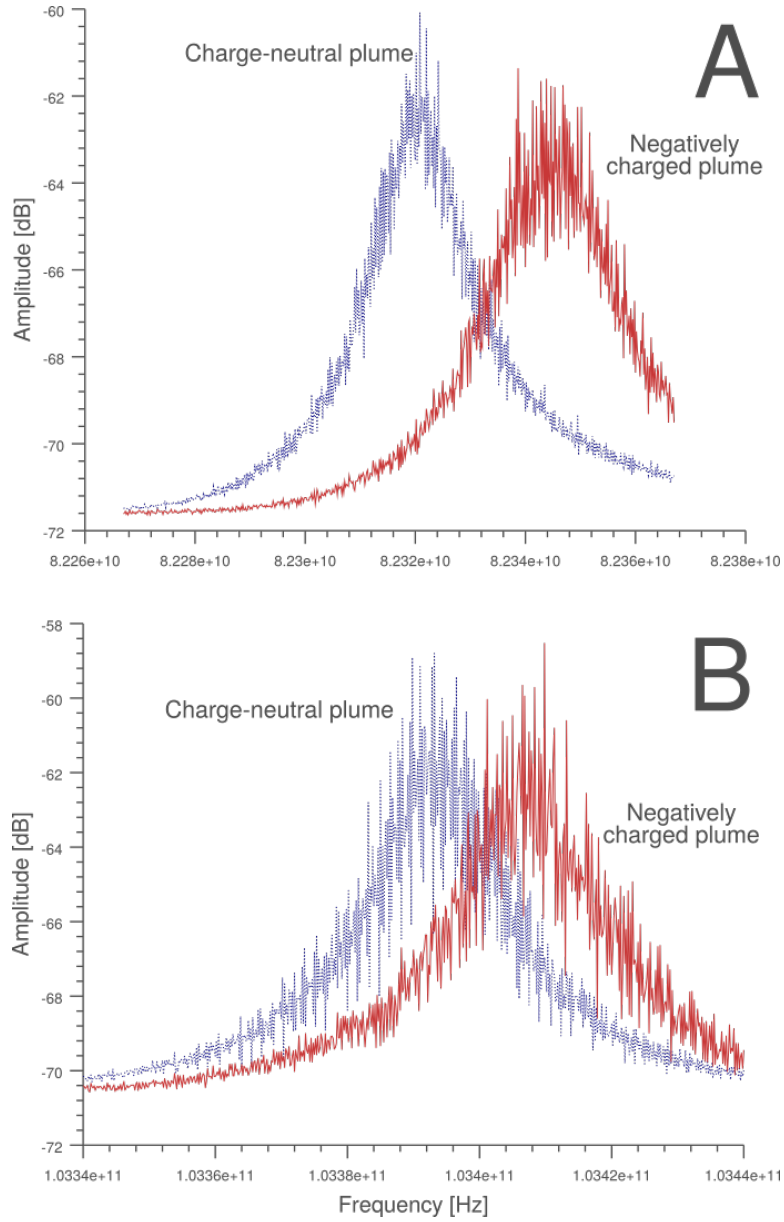 A
Charge-neutral plume
Negatively
charged plume
Amplitude [dB]
-60
-62
-64
-66
-68
-70
-72
8.226e+10 8.228e+10 8.23e+10 8.232e+10 8.234e+10 8.236e+10 8.238e+10
B
Charge-neutral plume
Negatively
charged plume
Amplitude [dB]
-58
-60
-62
-64
-66
-68
-70
-72
1.0334e+11 1.0336e+11 1.0338e+11 1.034e+11 1.0342e+11 1.0344e+11
Frequency [Hz]